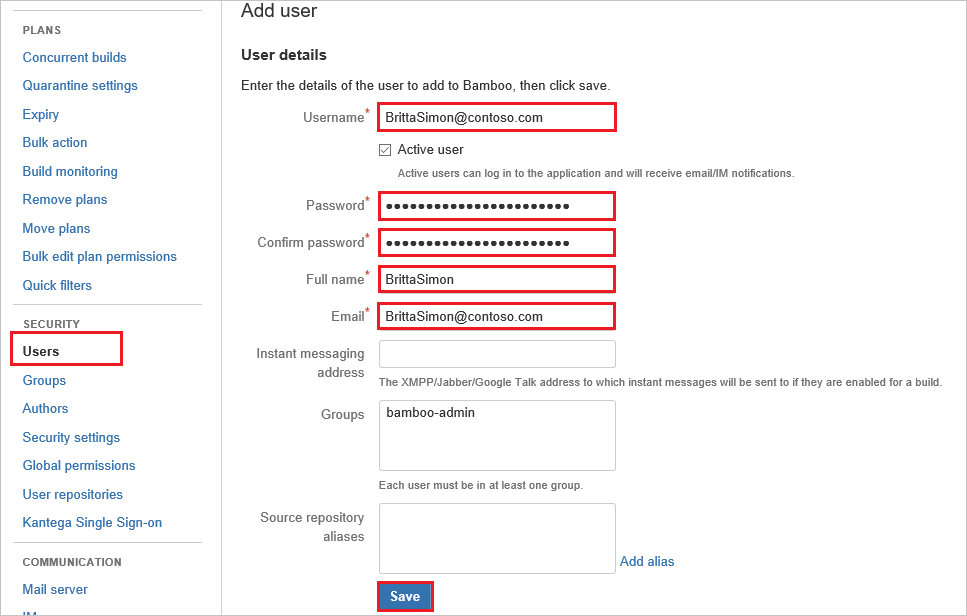 PLANS
Concurrent builds
Quarantine settings
Expiry
Bulk action
Build monitoring
Remove plans
Move plans
Bulk edit plan permissions
Quick filters
SECURITY
Users
Groups
Authors
Security settings
Global permissions
User repositories
Kantega Single Sign-on
COMMUNICATION
Mail server
IM
Add user
User details
Enter the details of the user to add to Bamboo, then click save.
Username* BrittaSimon@contoso.com
Active user
Active users can log in to the application and will receive email/IM notifications.
Password* ●●●●●●●●●●●●●●●●●●●●●●●
Confirm password* ●●●●●●●●●●●●●●●●●●●●●●●
Full name* BrittaSimon
Email* BrittaSimon@contoso.com
Instant messaging
address
The XMPP/Jabber/Google Talk address to which instant messages will be sent to if they are enabled for a build.
Groups bamboo-admin
Each user must be in at least one group.
Source repository
aliases
Add alias
Save